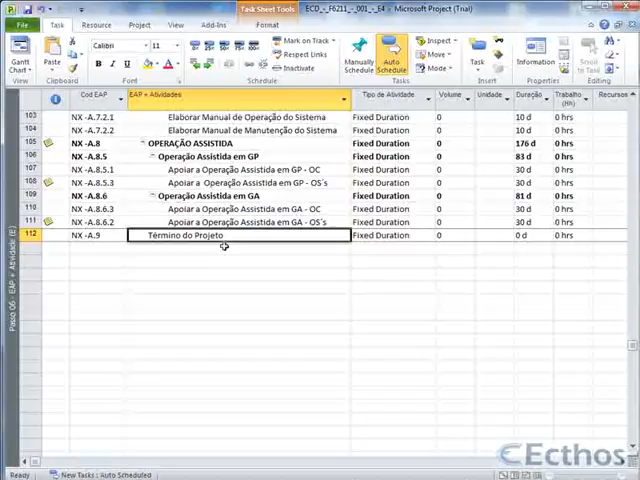 Task Sheet Tools
ECD_-_F6211_-_001_-_E4 - Microsoft Project (Trial)
File Task Resource Project View Add-Ins Format
Calibri 11 Mark on Track Inspect
Respect Links Move
Inactivate Mode
Gantt Chart Paste B I U A Manually Schedule Auto Schedule Task Information Scroll to Task
View Clipboard Font Schedule Tasks Insert Properties Editing
Cod EAP EAP + Atividades Tipo de Atividade Volume Unidade Duração Trabalho (Hh) Recursos
103 NX -A.7.2.1 Elaborar Manual de Operação do Sistema Fixed Duration 0 10 d 0 hrs
104 NX -A.7.2.2 Elaborar Manual de Manutenção do Sistema Fixed Duration 0 10 d 0 hrs
105 NX -A.8 OPERAÇÃO ASSISTIDA Fixed Duration 0 176 d 0 hrs
106 NX -A.8.5 Operação Assistida em GP Fixed Duration 0 83 d 0 hrs
107 NX -A.8.5.1 Apoiar a Operação Assistida em GP - OC Fixed Duration 0 30 d 0 hrs
108 NX -A.8.5.3 Apoiar a Operação Assistida em GP - OS´s Fixed Duration 0 30 d 0 hrs
109 NX -A.8.6 Operação Assistida em GA Fixed Duration 0 81 d 0 hrs
110 NX -A.8.6.3 Apoiar a Operação Assistida em GA - OC Fixed Duration 0 30 d 0 hrs
111 NX -A.8.6.2 Apoiar a Operação Assistida em GA - OS´s Fixed Duration 0 30 d 0 hrs
112 NX -A.9 Término do Projeto Fixed Duration 0 0 d 0 hrs
Passo 06 - EAP + Atividade (E)
Ecthos
Ready New Tasks : Auto Scheduled